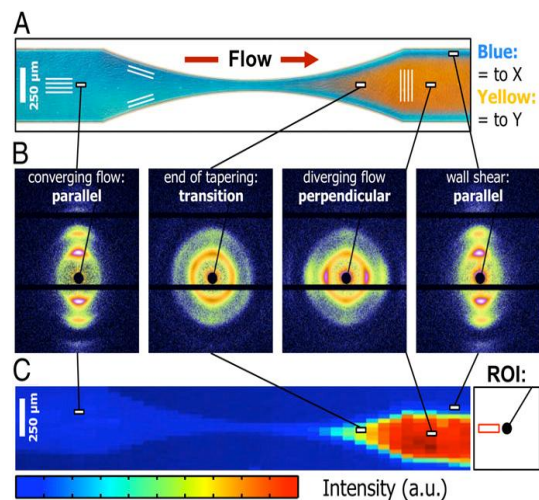 A
Flow
250 µm
Blue:
= to X
Yellow:
= to Y
B
converging flow:
parallel
end of tapering:
transition
diverging flow
perpendicular
wall shear:
parallel
C
ROI:
250 µm
Intensity (a.u.)